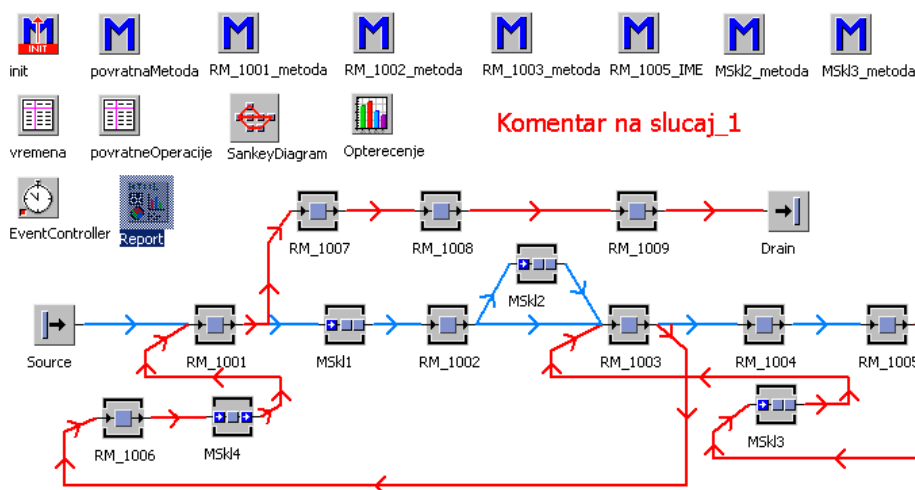 INIT
init
povratnaMetoda
RM_1001_metoda
RM_1002_metoda
RM_1003_metoda
RM_1005_IME
MSkl2_metoda
MSkl3_metoda
vremena
povratneOperacije
SankeyDiagram
Opterecenje
Komentar na slucaj_1
EventController
HTML
Report
RM_1007
RM_1008
RM_1009
Drain
MSkl2
Source
RM_1001
MSkl1
RM_1002
RM_1003
RM_1004
RM_1005
RM_1006
MSkl4
MSkl3